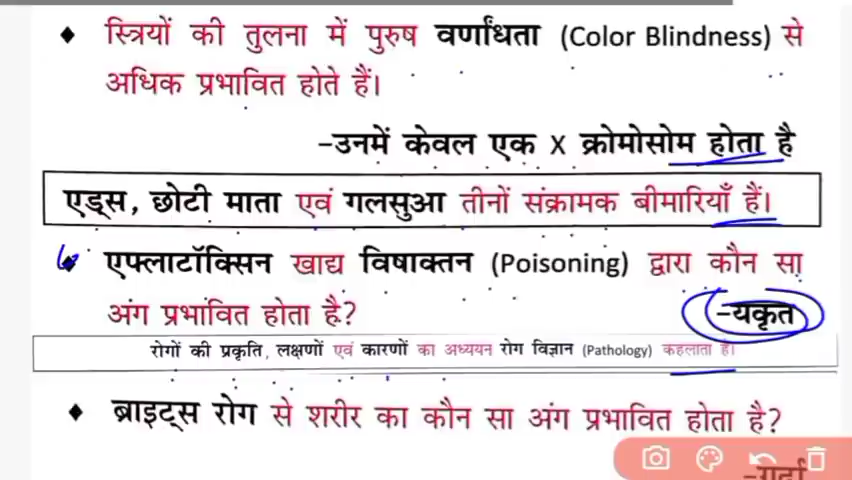 ♦ स्त्रियों की तुलना में पुरुष वर्णांधता (Color Blindness) से
अधिक प्रभावित होते हैं।
-उनमें केवल एक X क्रोमोसोम होता है
एड्स, छोटी माता एवं गलसुआ तीनों संक्रामक बीमारियाँ हैं।
♦ एफ्लाटॉक्सिन खाद्य विषाक्तन (Poisoning) द्वारा कौन सा
अंग प्रभावित होता है?
-यकृत
रोगों की प्रकृति, लक्षणों एवं कारणों का अध्ययन रोग विज्ञान (Pathology) कहलाता है।
♦ ब्राइट्स रोग से शरीर का कौन सा अंग प्रभावित होता है?
-गुर्दा